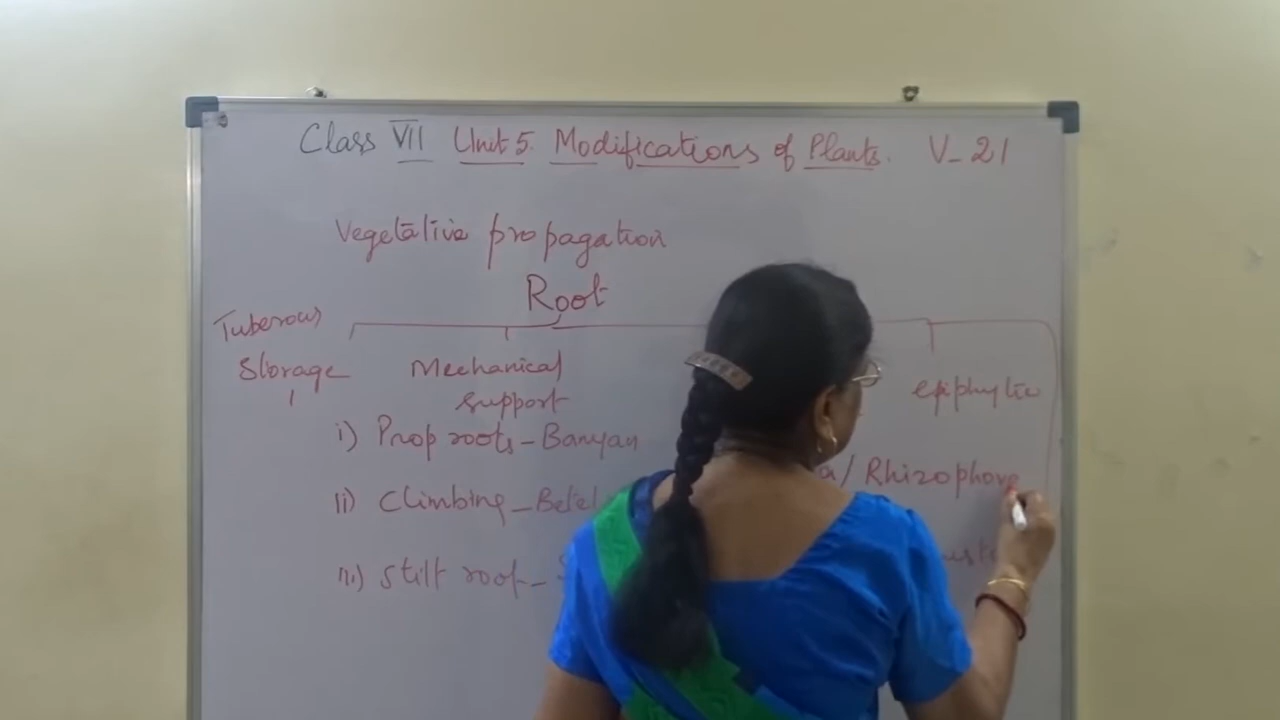 Class VII Unit 5. Modifications of Plants. V-21
Vegetative propagation
Root
Tuberous
Storage
Mechanical
support
epiphytic
i) Prop roots - Banyan
a/ Rhizophora
ii) Climbing - Betel
iii) Stilt root -